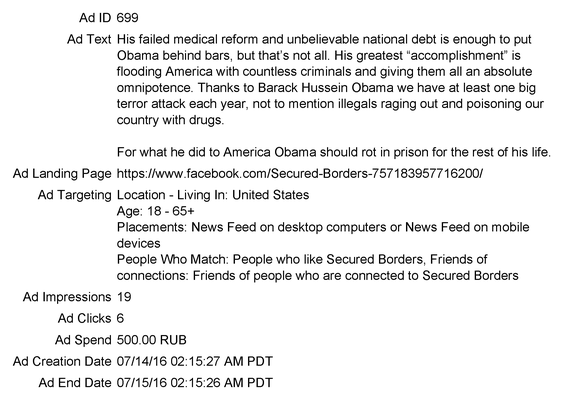 Ad ID 699
Ad Text His failed medical reform and unbelievable national debt is enough to put
Obama behind bars, but that's not all. His greatest “accomplishment” is
flooding America with countless criminals and giving them all an absolute
omnipotence. Thanks to Barack Hussein Obama we have at least one big
terror attack each year, not to mention illegals raging out and poisoning our
country with drugs.
For what he did to America Obama should rot in prison for the rest of his life.
Ad Landing Page https://www.facebook.com/Secured-Borders-757183957716200/
Ad Targeting Location - Living In: United States
Age: 18 - 65+
Placements: News Feed on desktop computers or News Feed on mobile
devices
People Who Match: People who like Secured Borders, Friends of
connections: Friends of people who are connected to Secured Borders
Ad Impressions 19
Ad Clicks 6
Ad Spend 500.00 RUB
Ad Creation Date 07/14/16 02:15:27 AM PDT
Ad End Date 07/15/16 02:15:26 AM PDT